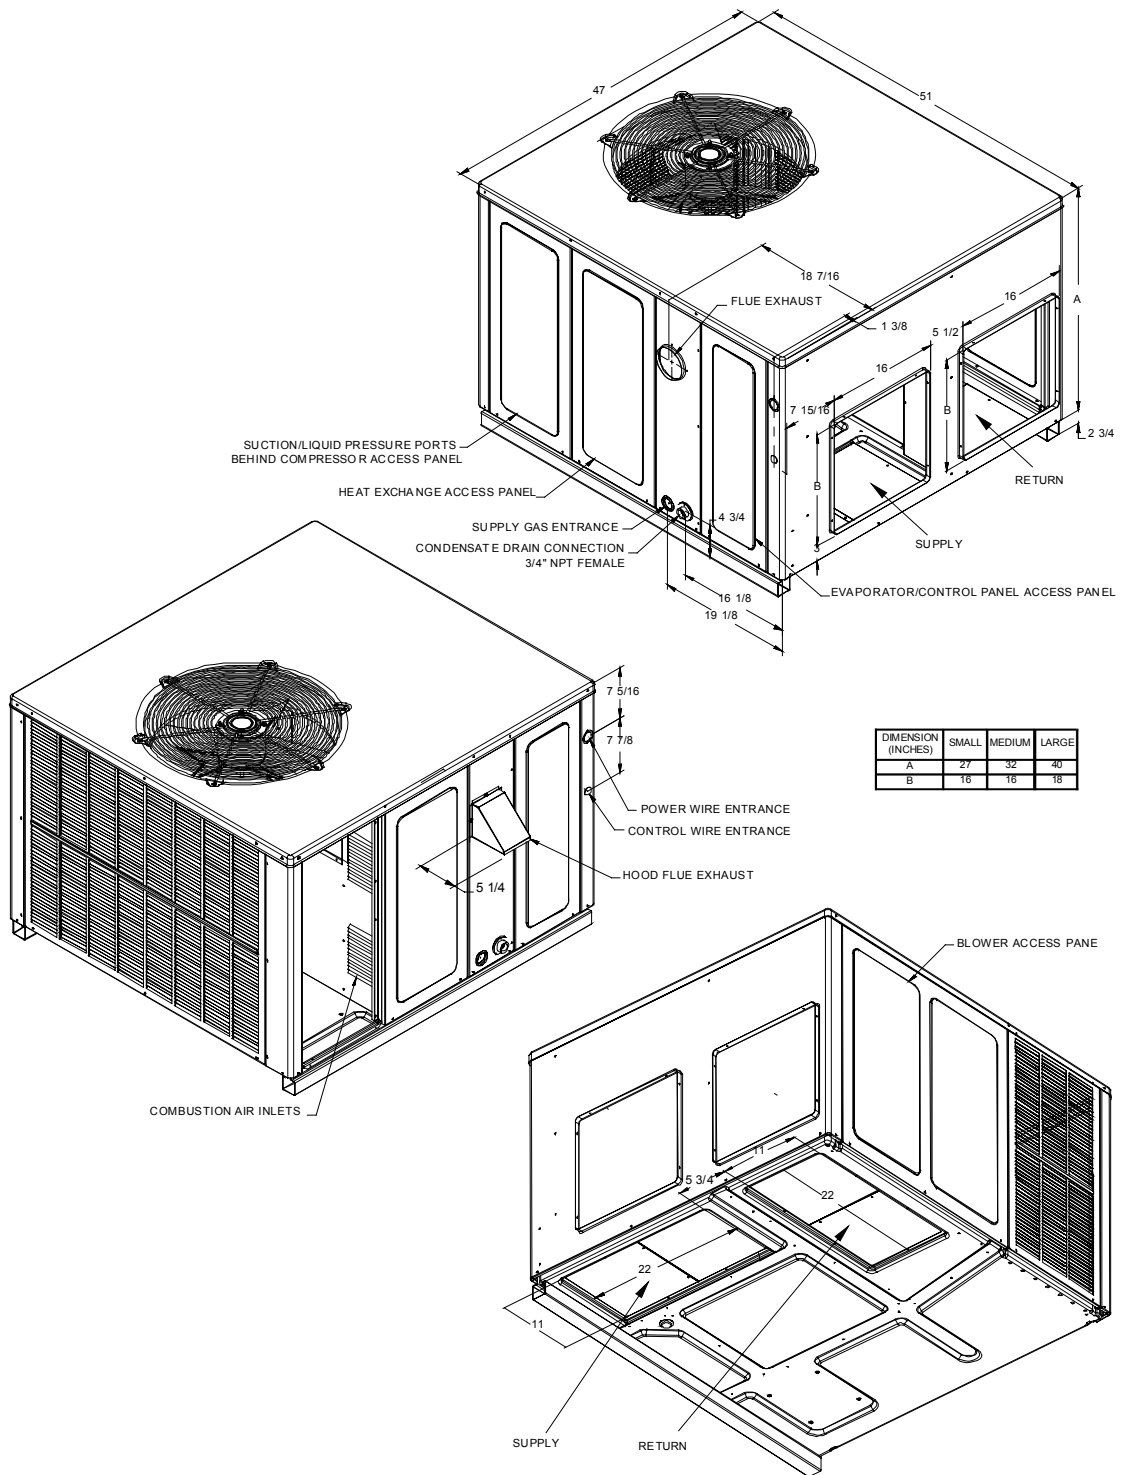 47
51
18 7/16
FLUE EXHAUST
16
A
1 3/8
5 1/2
16
7 15/16
B
B
2 3/4
SUCTION/LIQUID PRESSURE PORTS
BEHIND COMPRESSOR ACCESS PANEL
RETURN
HEAT EXCHANGE ACCESS PANEL
SUPPLY GAS ENTRANCE
4 3/4
CONDENSATE DRAIN CONNECTION
3/4" NPT FEMALE
SUPPLY
3
EVAPORATOR/CONTROL PANEL ACCESS PANEL
16 1/8
19 1/8
7 5/16
7 7/8
DIMENSION (INCHES) SMALL MEDIUM LARGE
A 27 32 40
B 16 16 18
POWER WIRE ENTRANCE
CONTROL WIRE ENTRANCE
HOOD FLUE EXHAUST
5 1/4
BLOWER ACCESS PANE
COMBUSTION AIR INLETS
11
5 3/4
22
22
11
SUPPLY
RETURN